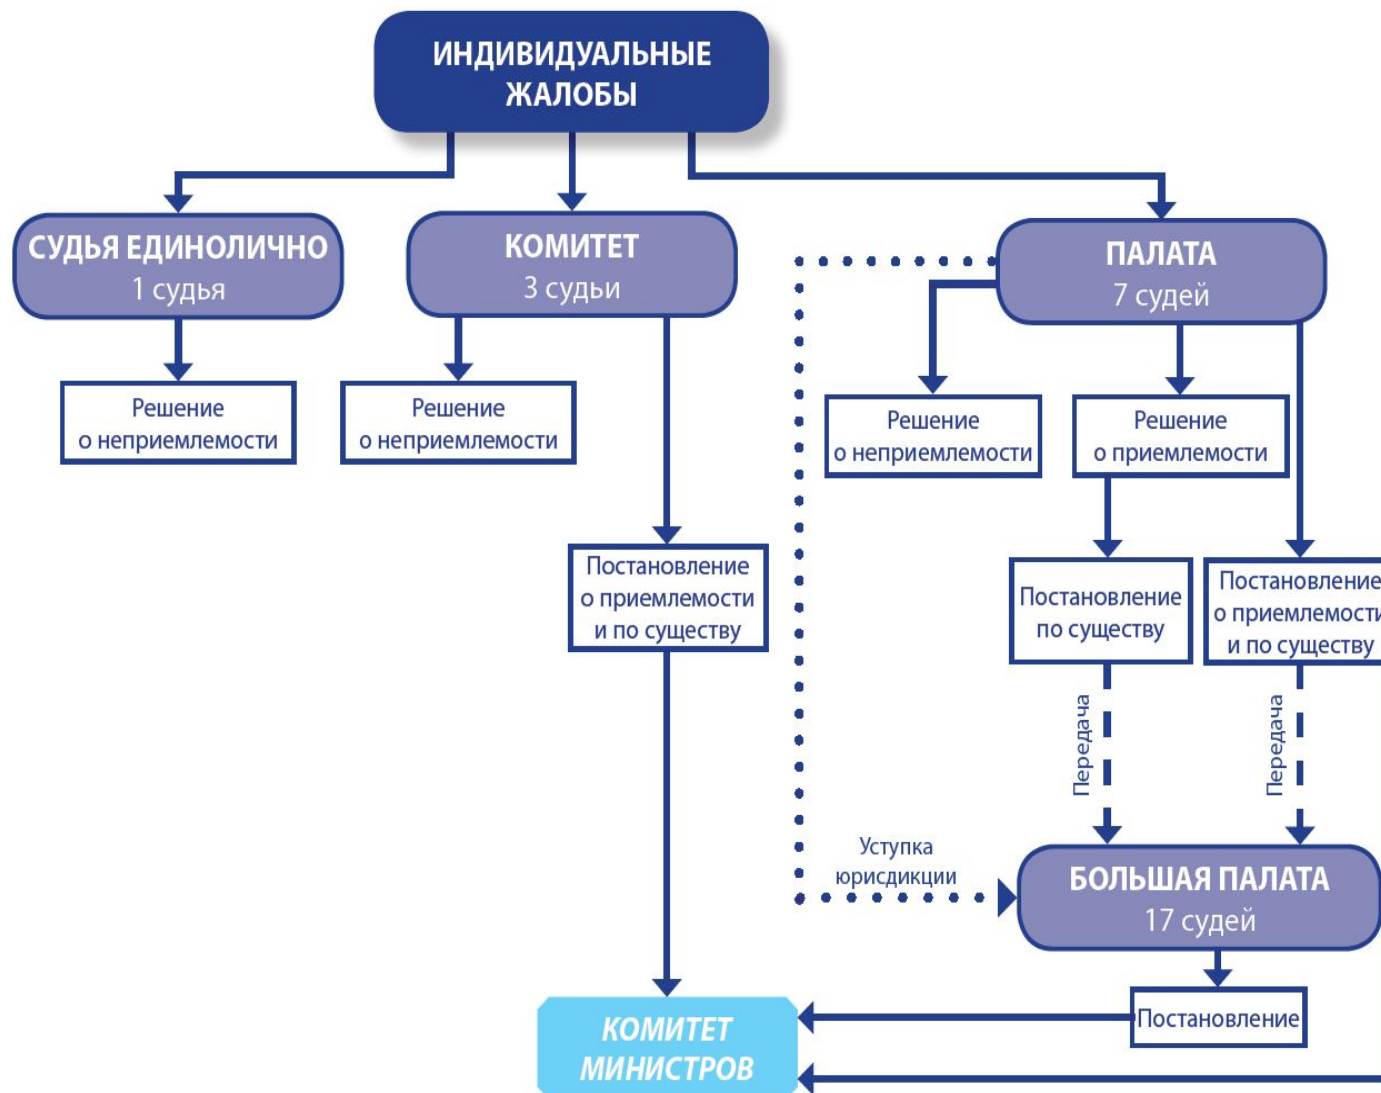 ИНДИВИДУАЛЬНЫЕ
ЖАЛОБЫ
СУДЬЯ ЕДИНОЛИЧНО
1 судья
КОМИТЕТ
3 судьи
ПАЛАТА
7 судей
Решение
о неприемлемости
Решение
о неприемлемости
Решение
о неприемлемости
Решение
о приемлемости
Постановление
о приемлемости
и по существу
Постановление
по существу
Постановление
о приемлемости
и по существу
Передача
Передача
Уступка
юрисдикции
БОЛЬШАЯ ПАЛАТА
17 судей
Постановление
КОМИТЕТ
МИНИСТРОВ